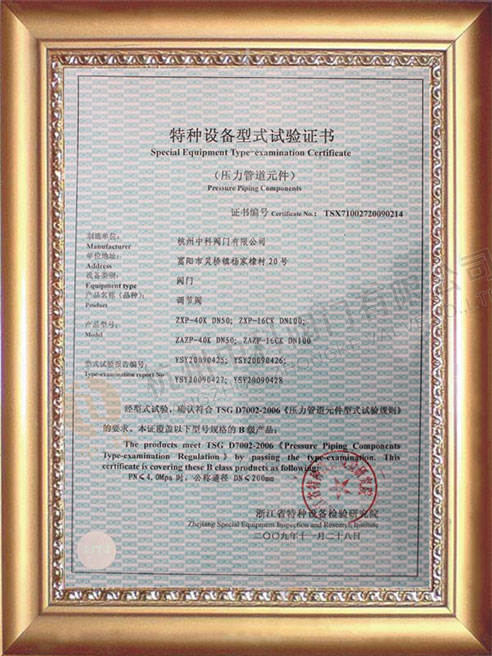 特种设备型式试验证书
Special Equipment Type-examination Certificate
（压力管道元件）
Pressure Piping Components
证书编号 Certificate No.： TSX71002720090214
制造单位：
Manufacturer
杭州中科阀门有限公司
单位地址：
Address
富阳市灵桥镇杨家樟村20号
设备类别：
Equipment type
阀门
产品名称（品种）：
Product
调节阀
产品型号：
Model
ZXP-40K DN50; ZXP-16CK DN100;
ZAZP-40K DN50; ZAZP-16CK DN100
型式试验报告编号：
Type-examination report No
YSY20090425; YSY20090426;
YSY20090427; YSY20090428
经型式试验，确认符合 TSG D7002-2006《压力管道元件型式试验规则》
的要求。本证覆盖以下型号规格的 B 级产品：
The products meet TSG D7002-2006《Pressure Piping Components
Type-examination Regulation》by passing the type-examination. This
certificate is covering these B class products as following:
PN≤4.0Mpa 时，公称通径 DN≤200mm
浙江省特种设备检验研究院
Zhejiang Special Equipment Inspection and Research Institute
二〇〇九年十一月二十八日